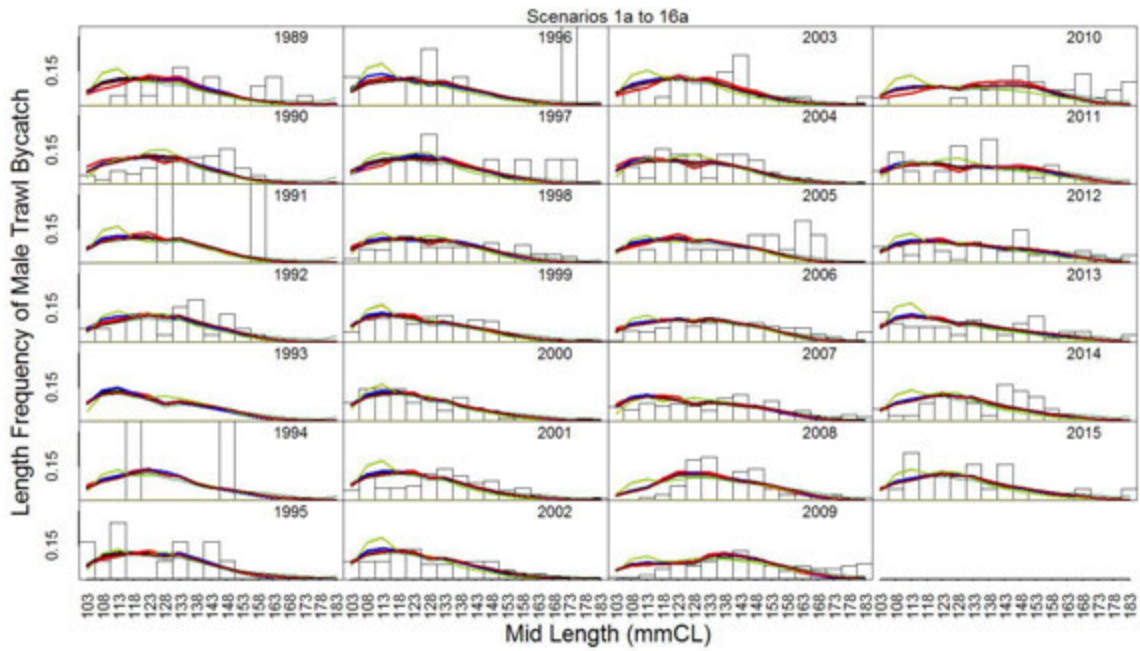 Scenarios 1a to 16a
Length Frequency of Male Trawl Bycatch
1989 1996 2003 2010
0.15
1990 1997 2004 2011
0.15
1991 1998 2005 2012
0.15
1992 1999 2006 2013
0.15
1993 2000 2007 2014
0.15
1994 2001 2008 2015
0.15
1995 2002 2009
0.15
103 108 113 118 123 128 133 138 143 148 153 158 163 168 173 178 183 103 108 113 118 123 128 133 138 143 148 153 158 163 168 173 178 183 103 108 113 118 123 128 133 138 143 148 153 158 163 168 173 178 183 103 108 113 118 123 128 133 138 143 148 153 158 163 168 173 178 183
Mid Length (mmCL)